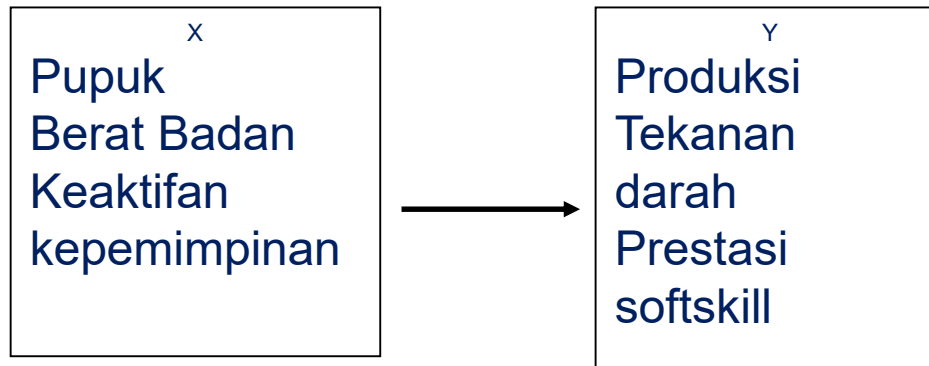 X
Pupuk
Berat Badan
Keaktifan
kepemimpinan
Y
Produksi
Tekanan
darah
Prestasi
softskill